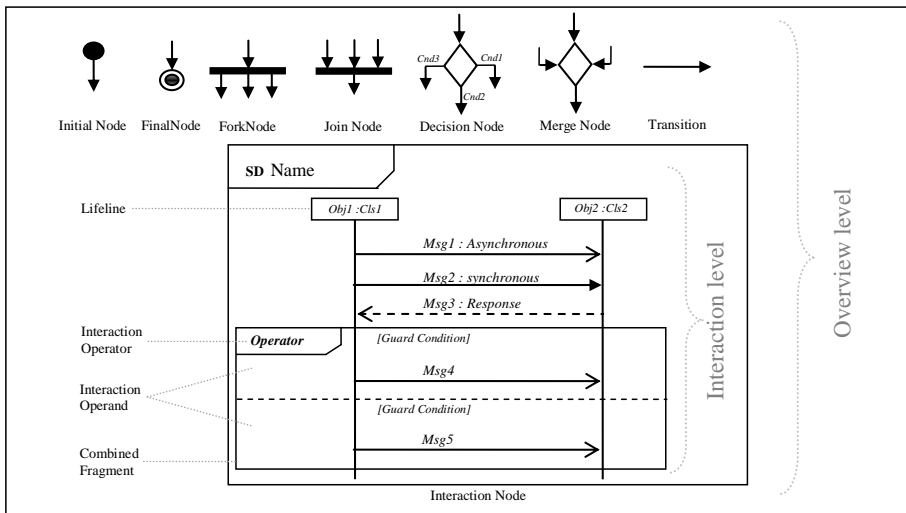 Cnd3
Cnd1
Cnd2
Initial Node
FinalNode
ForkNode
Join Node
Decision Node
Merge Node
Transition
SD Name
Lifeline
Obj1 :Cls1
Obj2 :Cls2
Msg1 : Asynchronous
Msg2 : synchronous
Msg3 : Response
Interaction
Operator
Operator
[Guard Condition]
Msg4
Interaction
Operand
[Guard Condition]
Msg5
Combined
Fragment
Interaction Node
Interaction level
Overview level